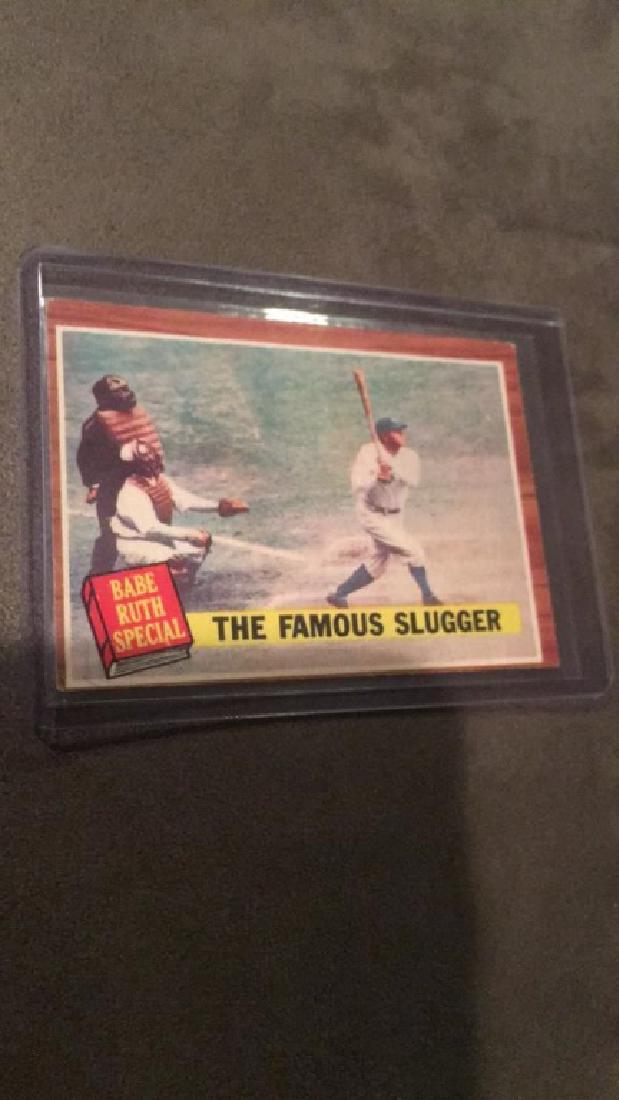 BABE
RUTH
SPECIAL
THE FAMOUS SLUGGER